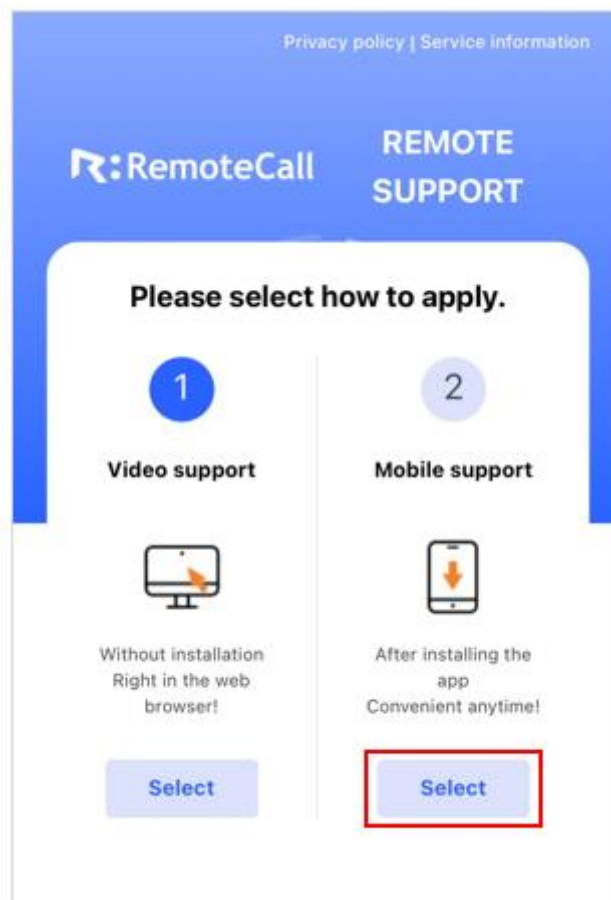 Privacy policy | Service information
RemoteCall
REMOTE
SUPPORT
Please select how to apply.
1
2
Video support
Mobile support
Without installation
Right in the web
browser!
After installing the
app
Convenient anytime!
Select
Select